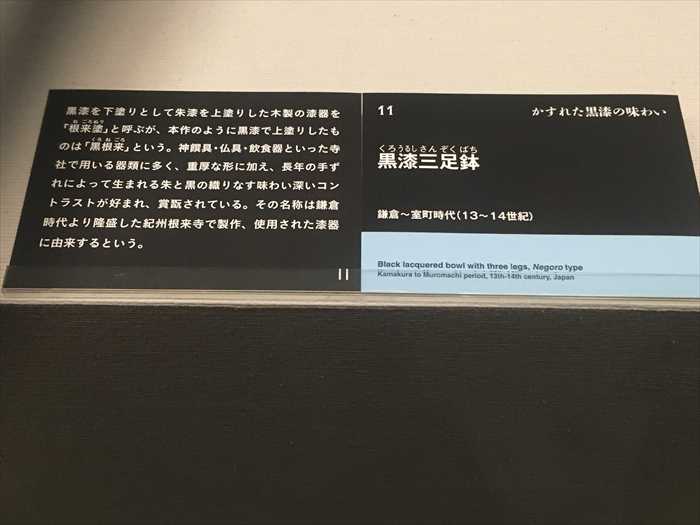 黒漆を下塗りとして朱漆を上塗りした木製の漆器を
「根来塗」と呼ぶが、本作のように黒漆で上塗りしたも
のは「黒根来」という。神饌具・仏具・飲食器といった寺
社で用いる器類に多く、重厚な形に加え、長年の手ず
れによって生まれる朱と黒の織りなす味わい深いコン
トラストが好まれ、賞翫されている。その名称は鎌倉
時代より隆盛した紀州根来寺で製作、使用された漆器
に由来するという。
11
11
かすれた黒漆の味わい
くろうるしさんぞくばち
黒漆三足鉢
鎌倉～室町時代（13～14世紀）
Black lacquered bowl with three legs, Negoro type
Kamakura to Muromachi period, 13th-14th century, Japan